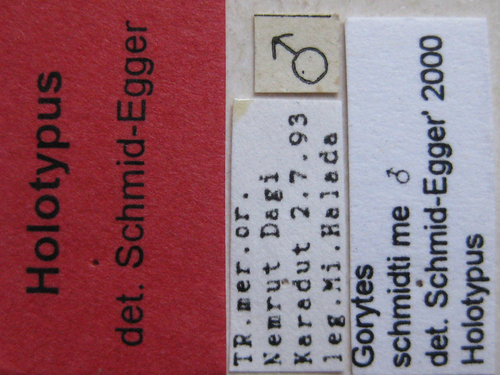 Holotypus
det. Schmid-Egger
♂
TR.mer.or.
Nemrut Dagi
Karadut 2.7.93
leg.Mi.Halada
Gorytes
schmidti me ♂
det. Schmid-Egger' 2000
Holotypus